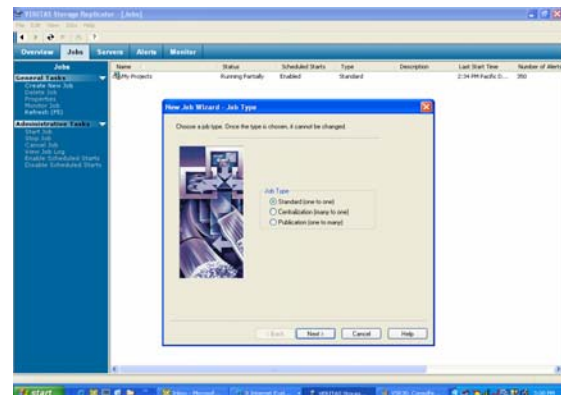 VERITAS Storage Replicator - [Jobs]
File Edit View Jobs Help
Overview Jobs Servers Alerts Monitor
Jobs
General Tasks
Create New Job
Delete Job
Properties
Monitor Job
Refresh (F5)
Administrative Tasks
Start Job
Stop Job
Cancel Job
View Job Log
Enable Scheduled Starts
Disable Scheduled Starts
Name Status Scheduled Starts Type Description Last Start Time Number of Alerts
My Projects Running Partially Enabled Standard 2:34 PM Pacific D... 350
New Job Wizard - Job Type
Choose a job type. Once the type is chosen, it cannot be changed.
Job Type
Standard (one to one)
Centralization (many to one)
Publication (one to many)
< Back Next > Cancel Help
start